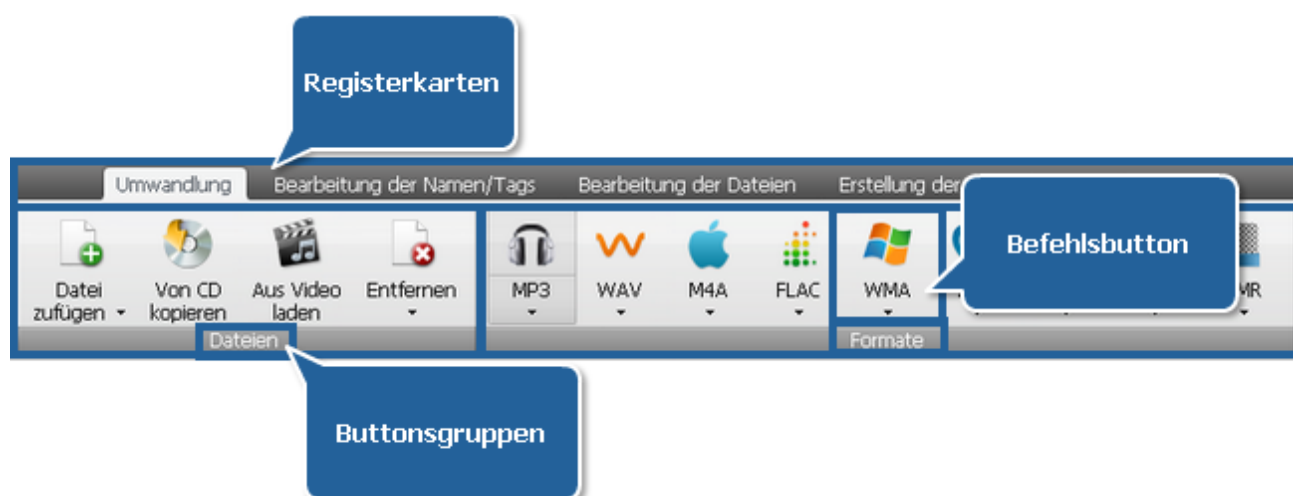 Registerkarten
Umwandlung Bearbeitung der Namen/Tags Bearbeitung der Dateien Erstellung der
Befehlsbutton
Datei zufügen
Von CD kopieren
Aus Video laden
Entfernen
MP3
WAV
M4A
FLAC
WMA
Dateien
Formate
Buttonsgruppen